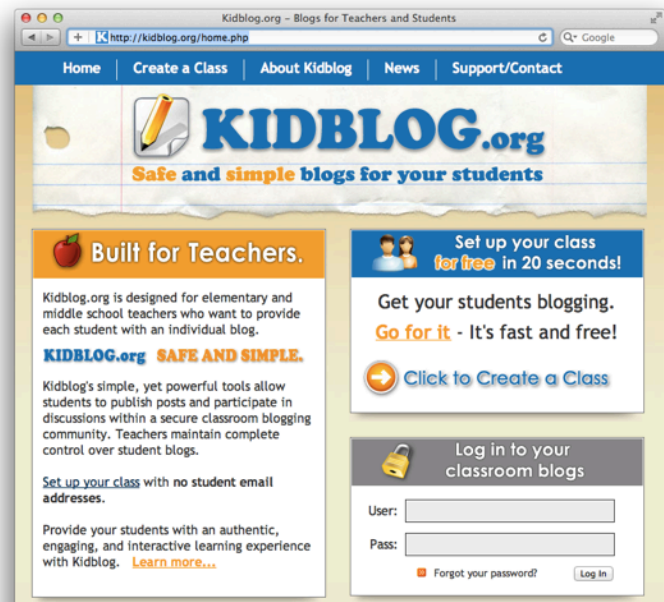 Kidblog.org – Blogs for Teachers and Students
K http://kidblog.org/home.php
Google
Home
Create a Class
About Kidblog
News
Support/Contact
KIDBLOG.org
Safe and simple blogs for your students
Built for Teachers.
Kidblog.org is designed for elementary and
middle school teachers who want to provide
each student with an individual blog.
KIDBLOG.org SAFE AND SIMPLE.
Kidblog's simple, yet powerful tools allow
students to publish posts and participate in
discussions within a secure classroom blogging
community. Teachers maintain complete
control over student blogs.
Set up your class with no student email
addresses.
Provide your students with an authentic,
engaging, and interactive learning experience
with Kidblog. Learn more...
Set up your class
for free in 20 seconds!
Get your students blogging.
Go for it - It's fast and free!
Click to Create a Class
Log in to your
classroom blogs
User:
Pass:
Forgot your password?
Log In